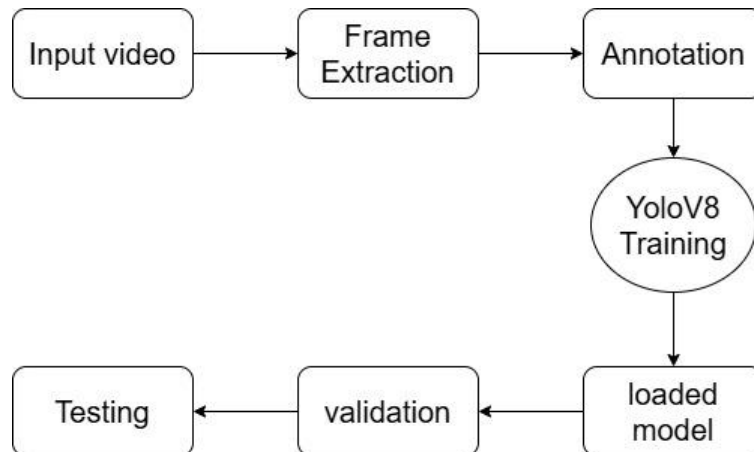 Input video
Frame
Extraction
Annotation
YoloV8
Training
loaded
model
validation
Testing